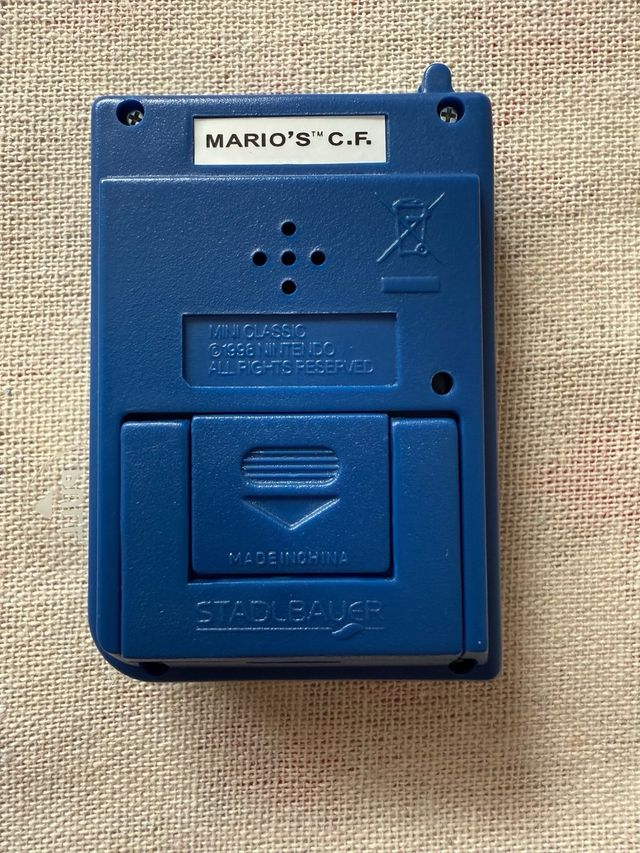 MARIO'S™ C.F.
MINI CLASSIC
©1998 NINTENDO
ALL RIGHTS RESERVED
MADE IN CHINA
STADLBAUER